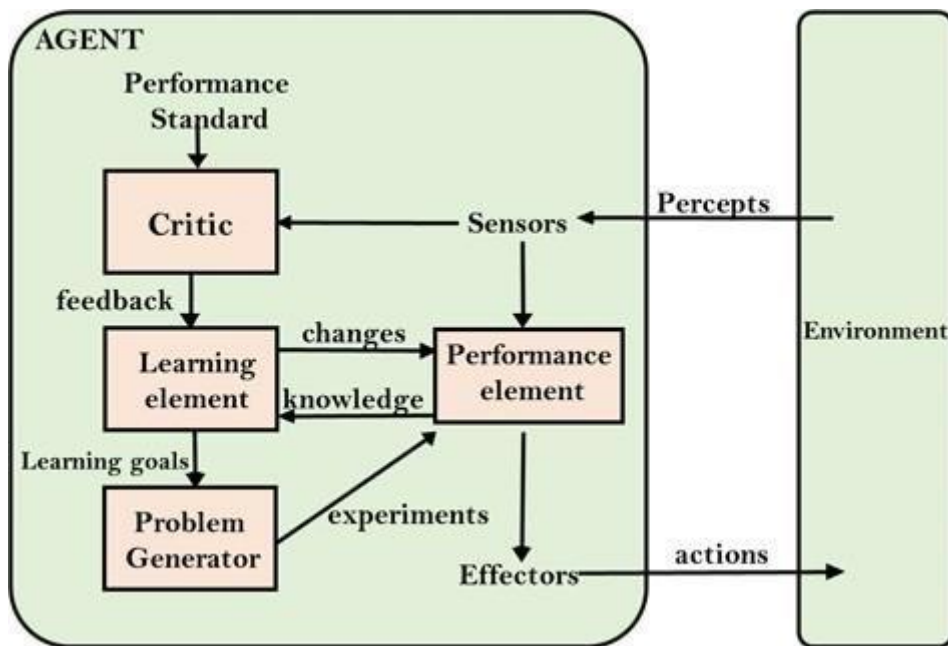 AGENT
Performance
Standard
Critic
Sensors
Percepts
feedback
changes
Environment
Learning
element
Performance
element
knowledge
Learning goals
Problem
Generator
experiments
Effectors
actions